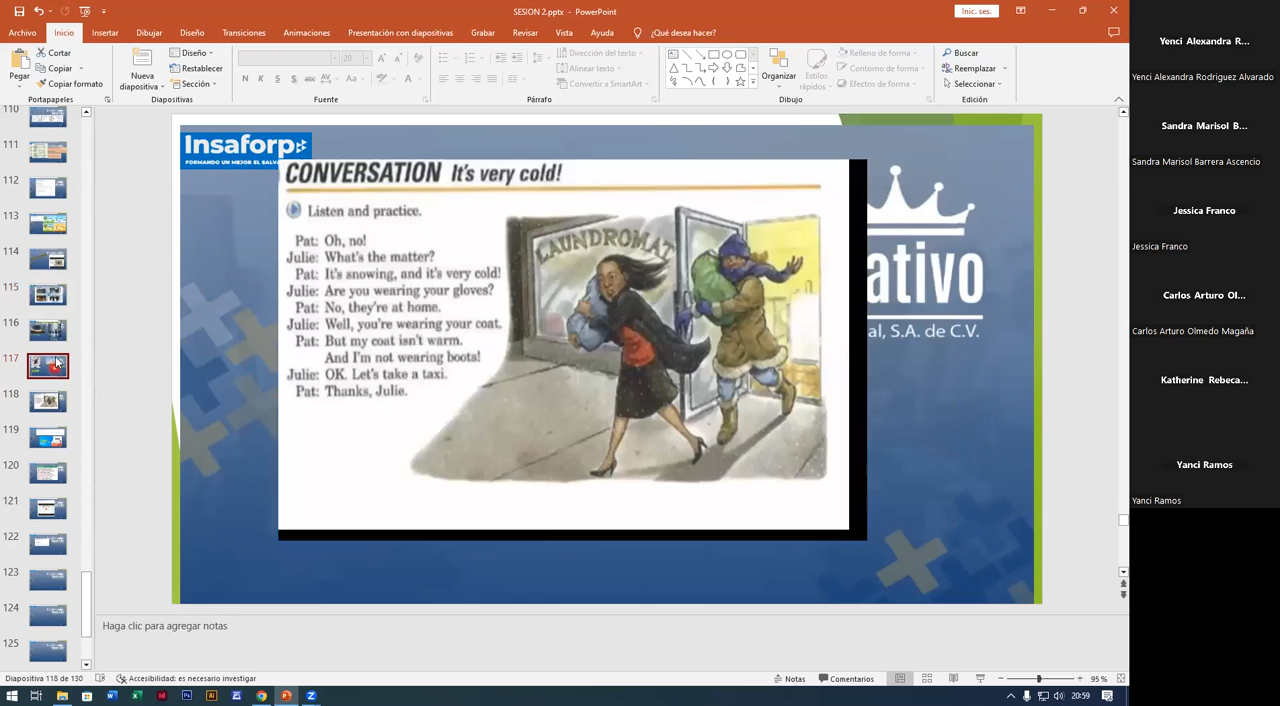 SESION 2.pptx - PowerPoint
Inic. ses.
Archivo Inicio Insertar Dibujar Diseño Transiciones Animaciones Presentación con diapositivas Grabar Revisar Vista Ayuda ¿Qué desea hacer?
Pegar
Cortar
Copiar
Copiar formato
Portapapeles
Nueva diapositiva
Diseño
Restablecer
Sección
Diapositivas
20
N K S S abc AV Aa A
Fuente
Dirección del texto
Alinear texto
Convertir a SmartArt
Párrafo
Organizar
Estilos rápidos
Relleno de forma
Contorno de forma
Efectos de forma
Dibujo
Buscar
Reemplazar
Seleccionar
Edición
110
111
112
113
114
115
116
117
118
119
120
121
122
123
124
125
Insaforp
FORMANDO UN MEJOR EL SALVA
CONVERSATION It's very cold!
Listen and practice.
Pat: Oh, no!
Julie: What's the matter?
Pat: It's snowing, and it's very cold!
Julie: Are you wearing your gloves?
Pat: No, they're at home.
Julie: Well, you're wearing your coat.
Pat: But my coat isn't warm.
And I'm not wearing boots!
Julie: OK. Let's take a taxi.
Pat: Thanks, Julie.
LAUNDROMAT
ativo
al, S.A. de C.V.
Haga clic para agregar notas
Diapositiva 118 de 130
Accesibilidad: es necesario investigar
Notas
Comentarios
95 %
20:59
Yenci Alexandra R...
Yenci Alexandra Rodriguez Alvarado
Sandra Marisol B...
Sandra Marisol Barrera Ascencio
Jessica Franco
Jessica Franco
Carlos Arturo Ol...
Carlos Arturo Olmedo Magaña
Katherine Rebeca...
Yanci Ramos
Yanci Ramos